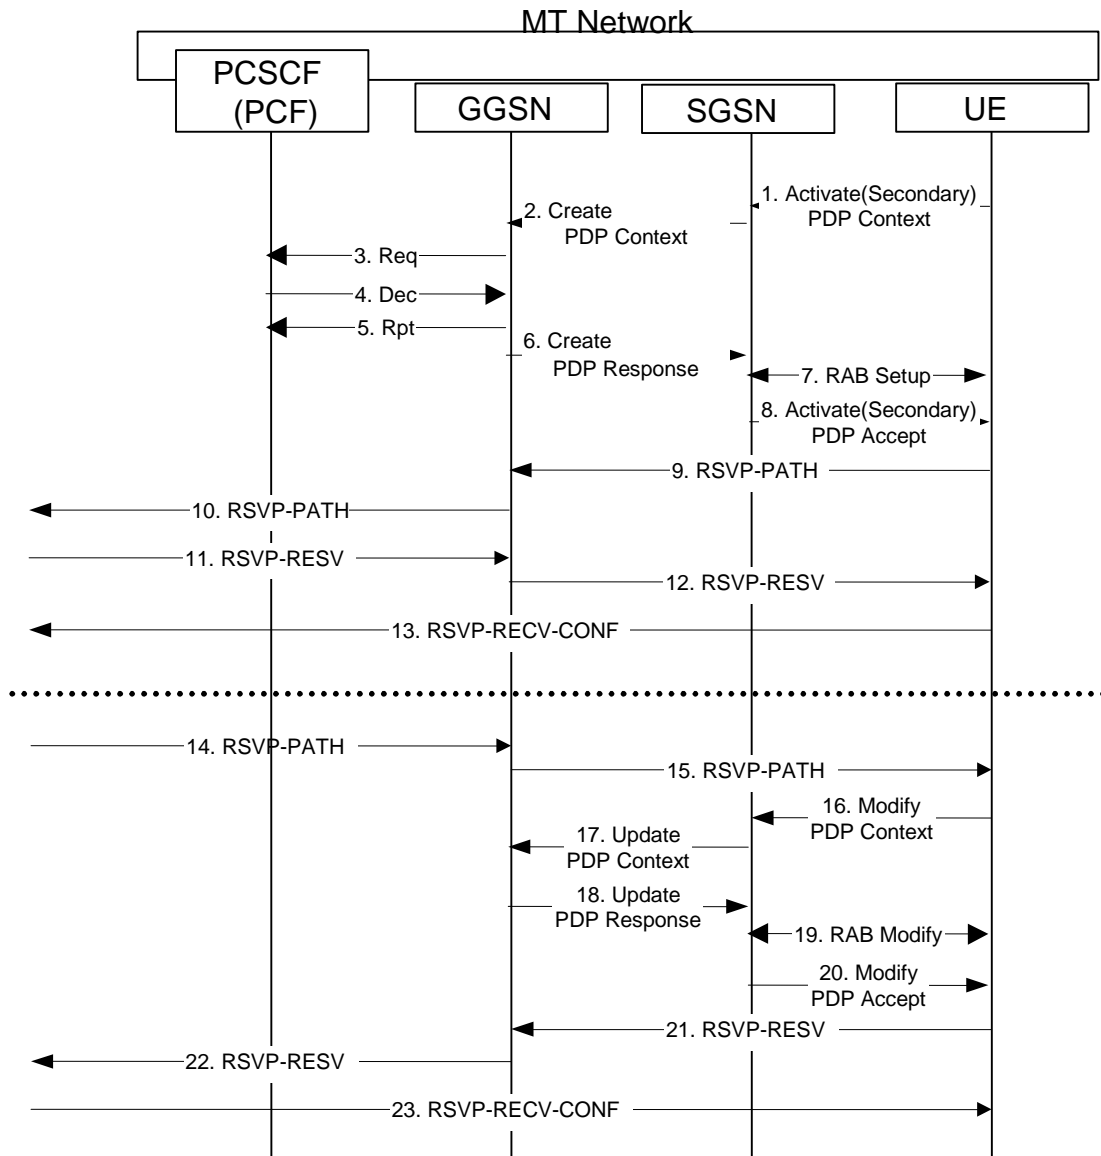 MT Network
PCSCF
(PCF)
GGSN
SGSN
UE
1. Activate(Secondary)
PDP Context
2. Create
PDP Context
3. Req
4. Dec
5. Rpt
6. Create
PDP Response
7. RAB Setup
8. Activate(Secondary)
PDP Accept
9. RSVP-PATH
10. RSVP-PATH
11. RSVP-RESV
12. RSVP-RESV
13. RSVP-RECV-CONF
14. RSVP-PATH
15. RSVP-PATH
16. Modify
PDP Context
17. Update
PDP Context
18. Update
PDP Response
19. RAB Modify
20. Modify
PDP Accept
21. RSVP-RESV
22. RSVP-RESV
23. RSVP-RECV-CONF